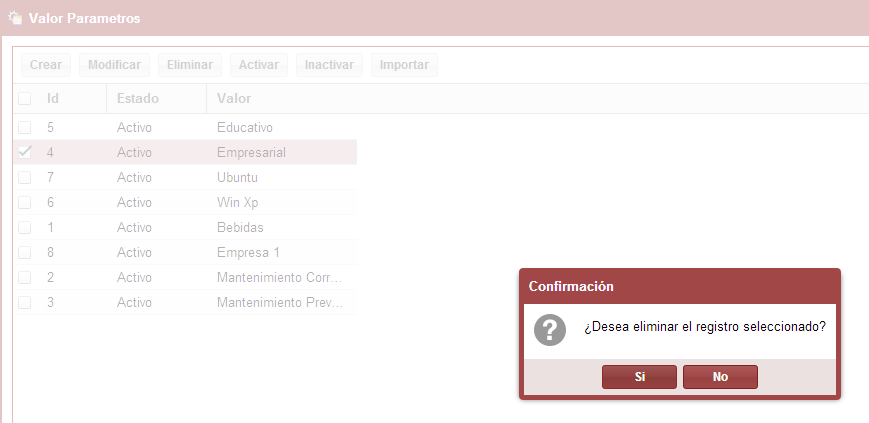 Valor Parametros
Crear Modificar Eliminar Activar Inactivar Importar
Id Estado Valor
5 Activo Educativo
4 Activo Empresarial
7 Activo Ubuntu
6 Activo Win Xp
1 Activo Bebidas
8 Activo Empresa 1
2 Activo Mantenimiento Corr...
3 Activo Mantenimiento Prev...
Confirmación
¿Desea eliminar el registro seleccionado?
Sí No